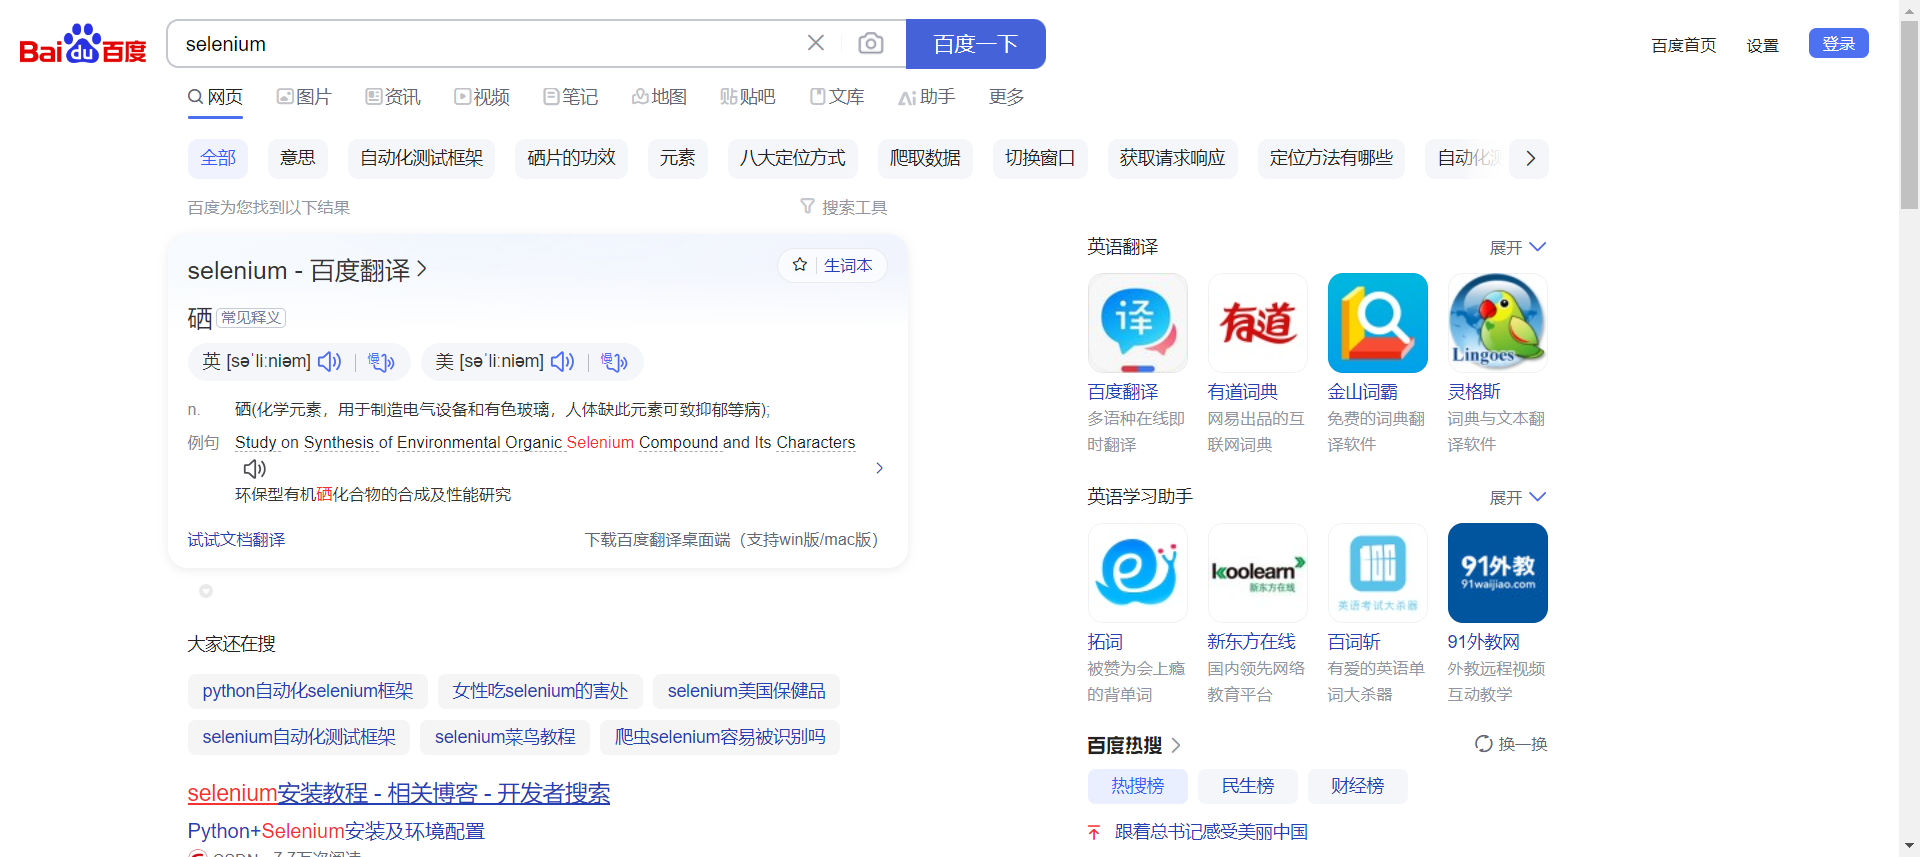 Baidu百度 selenium 百度一下 百度首页 设置 登录
网页 图片 资讯 视频 笔记 地图 贴吧 文库 助手 更多
全部 意思 自动化测试框架 硒片的功效 元素 八大定位方式 爬取数据 切换窗口 获取请求响应 定位方法有哪些 自动化测
百度为您找到以下结果 搜索工具
selenium - 百度翻译
生词本
硒 常见释义
英 [səˈliːniəm] 慢 美 [səˈliːniəm] 慢
n. 硒(化学元素，用于制造电气设备和有色玻璃，人体缺此元素可致抑郁等病);
例句 Study on Synthesis of Environmental Organic Selenium Compound and Its Characters
环保型有机硒化合物的合成及性能研究
试试文档翻译 下载百度翻译桌面端（支持win版/mac版）
大家还在搜
python自动化selenium框架 女性吃selenium的害处 selenium美国保健品
selenium自动化测试框架 selenium菜鸟教程 爬虫selenium容易被识别吗
selenium安装教程 - 相关博客 - 开发者搜索
Python+Selenium安装及环境配置
英语翻译 展开
译 有道 Lingoes
百度翻译 有道词典 金山词霸 灵格斯
多语种在线即 网易出品的互 免费的词典翻 词典与文本翻
时翻译 联网词典 译软件 译软件
英语学习助手 展开
koolearn 新东方在线 英语考试大杀器 91外教 91waijiao.com
拓词 新东方在线 百词斩 91外教网
被赞为会上瘾 国内领先网络 有爱的英语单 外教远程视频
的背单词 教育平台 词大杀器 互动教学
百度热搜 换一换
热搜榜 民生榜 财经榜
跟着总书记感受美丽中国